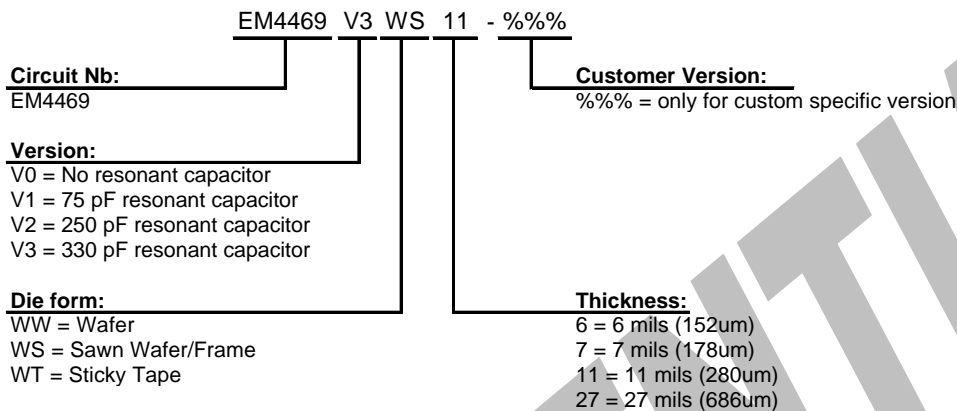 EM4469 V3 WS 11 - %%%
Circuit Nb:
EM4469
Version:
V0 = No resonant capacitor
V1 = 75 pF resonant capacitor
V2 = 250 pF resonant capacitor
V3 = 330 pF resonant capacitor
Die form:
WW = Wafer
WS = Sawn Wafer/Frame
WT = Sticky Tape
Customer Version:
%%% = only for custom specific version
Thickness:
6 = 6 mils (152um)
7 = 7 mils (178um)
11 = 11 mils (280um)
27 = 27 mils (686um)